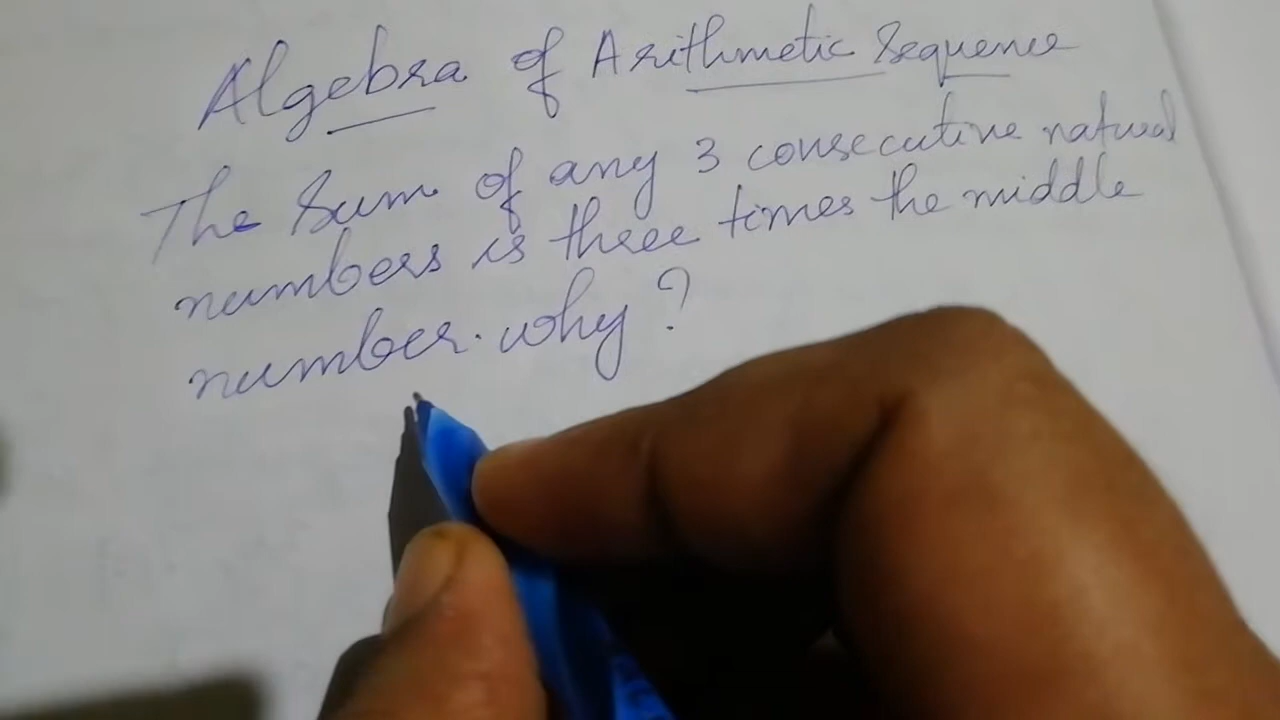 Algebra of Arithmetic Sequence
The Sum of any 3 consecutive natural
numbers is three times the middle
number. why?